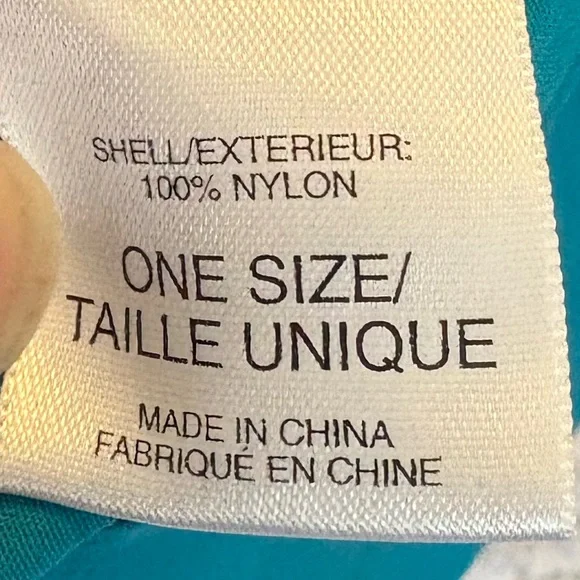 SHELL/EXTERIEUR:
100% NYLON
ONE SIZE/
TAILLE UNIQUE
MADE IN CHINA
FABRIQUÉ EN CHINE